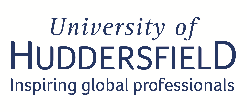 University of
HUDDERSFIELD
Inspiring global professionals